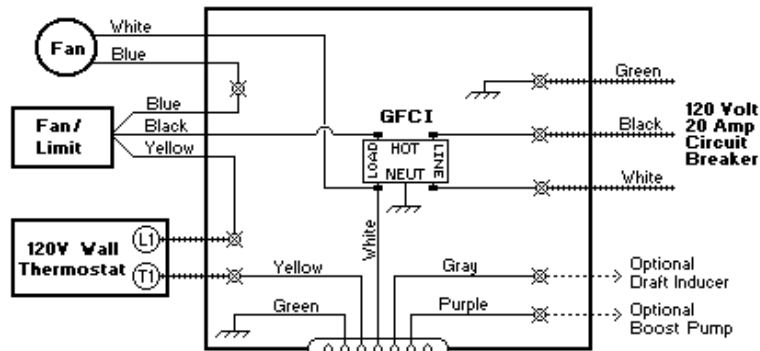 White
Fan
Blue
Green
Blue
Fan/
Limit
Black
Yellow
GFCI
LOAD
HOT
LINE
NEUT
Black
120 Volt
20 Amp
Circuit
Breaker
White
120V Wall
Thermostat
L1
T1
White
Yellow
Gray
Optional
Draft Inducer
Green
Purple
Optional
Boost Pump